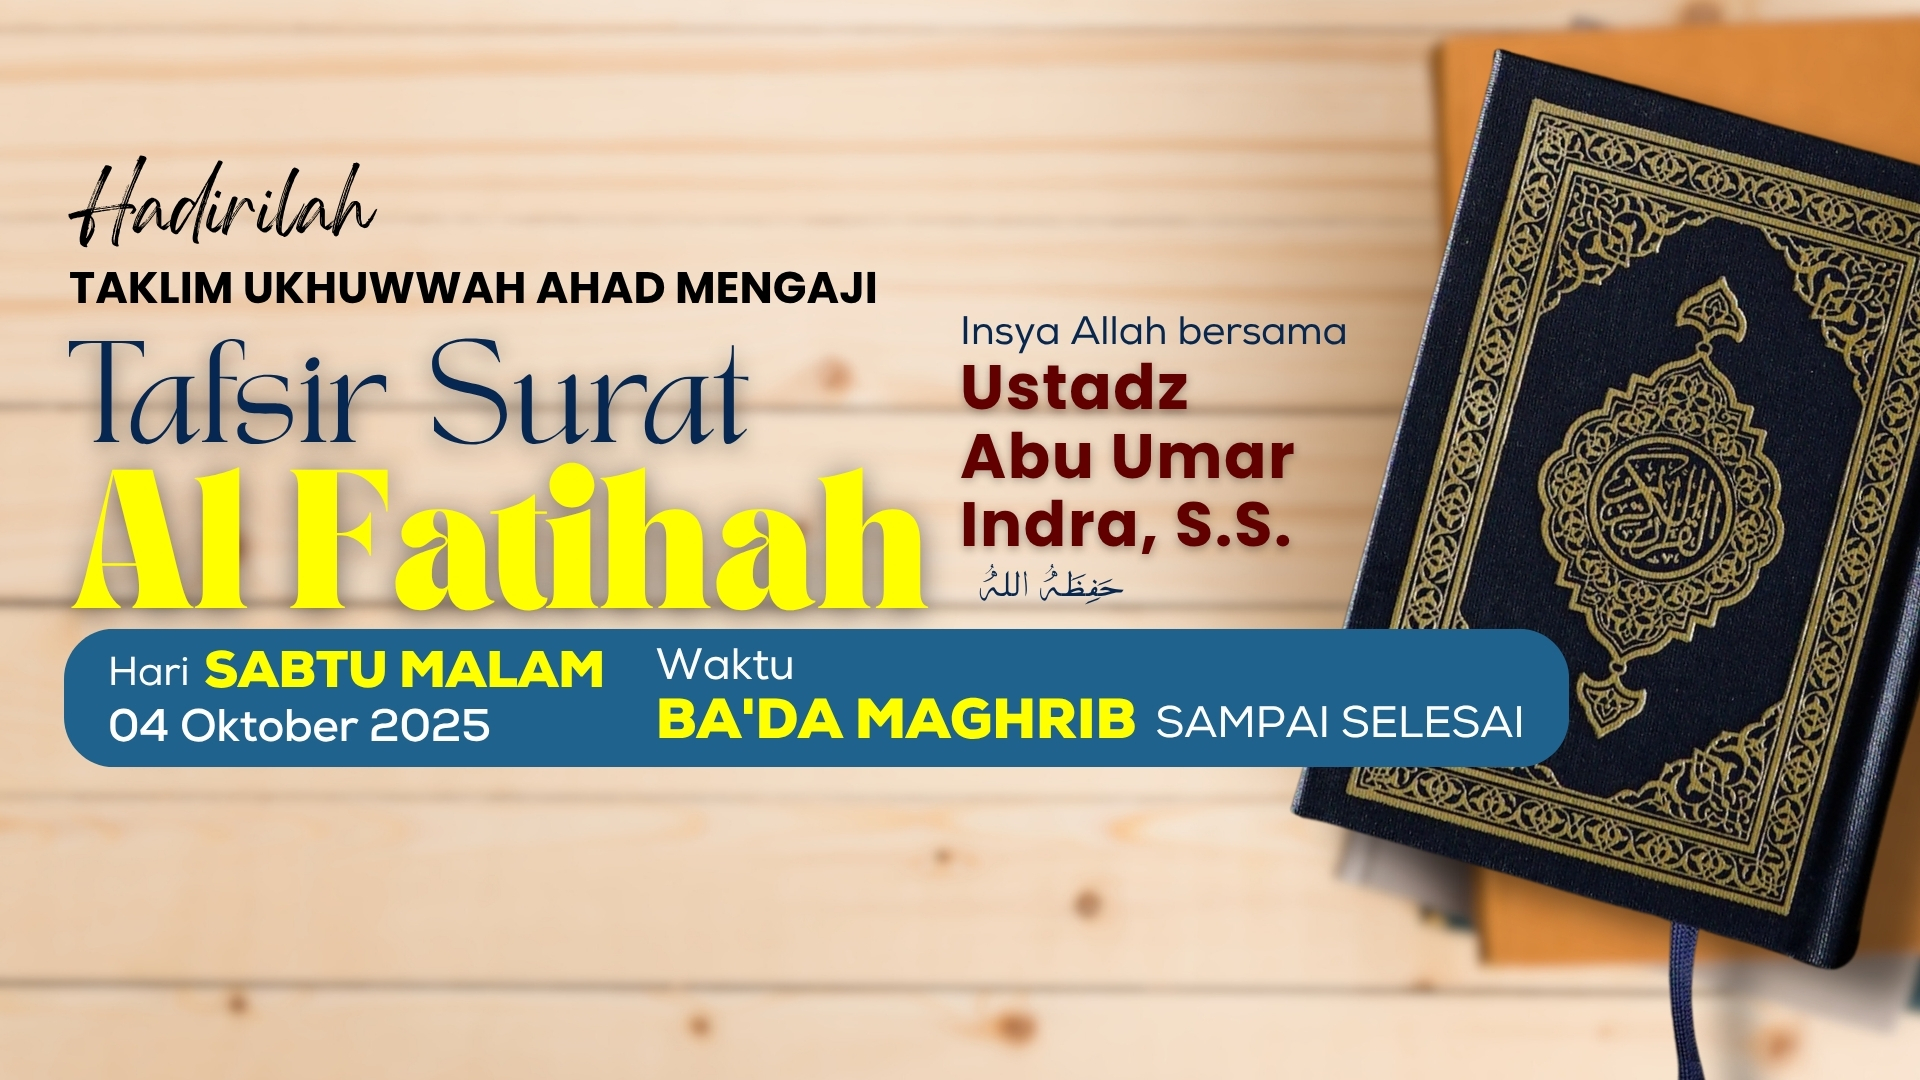 Hadirilah
TAKLIM UKHUWWAH AHAD MENGAJI
Tafsir Surat
Al Fatihah
Insya Allah bersama
Ustadz
Abu Umar
Indra, S.S.
حَفِظَهُ اللهُ
Hari SABTU MALAM
04 Oktober 2025
Waktu
BA'DA MAGHRIB SAMPAI SELESAI